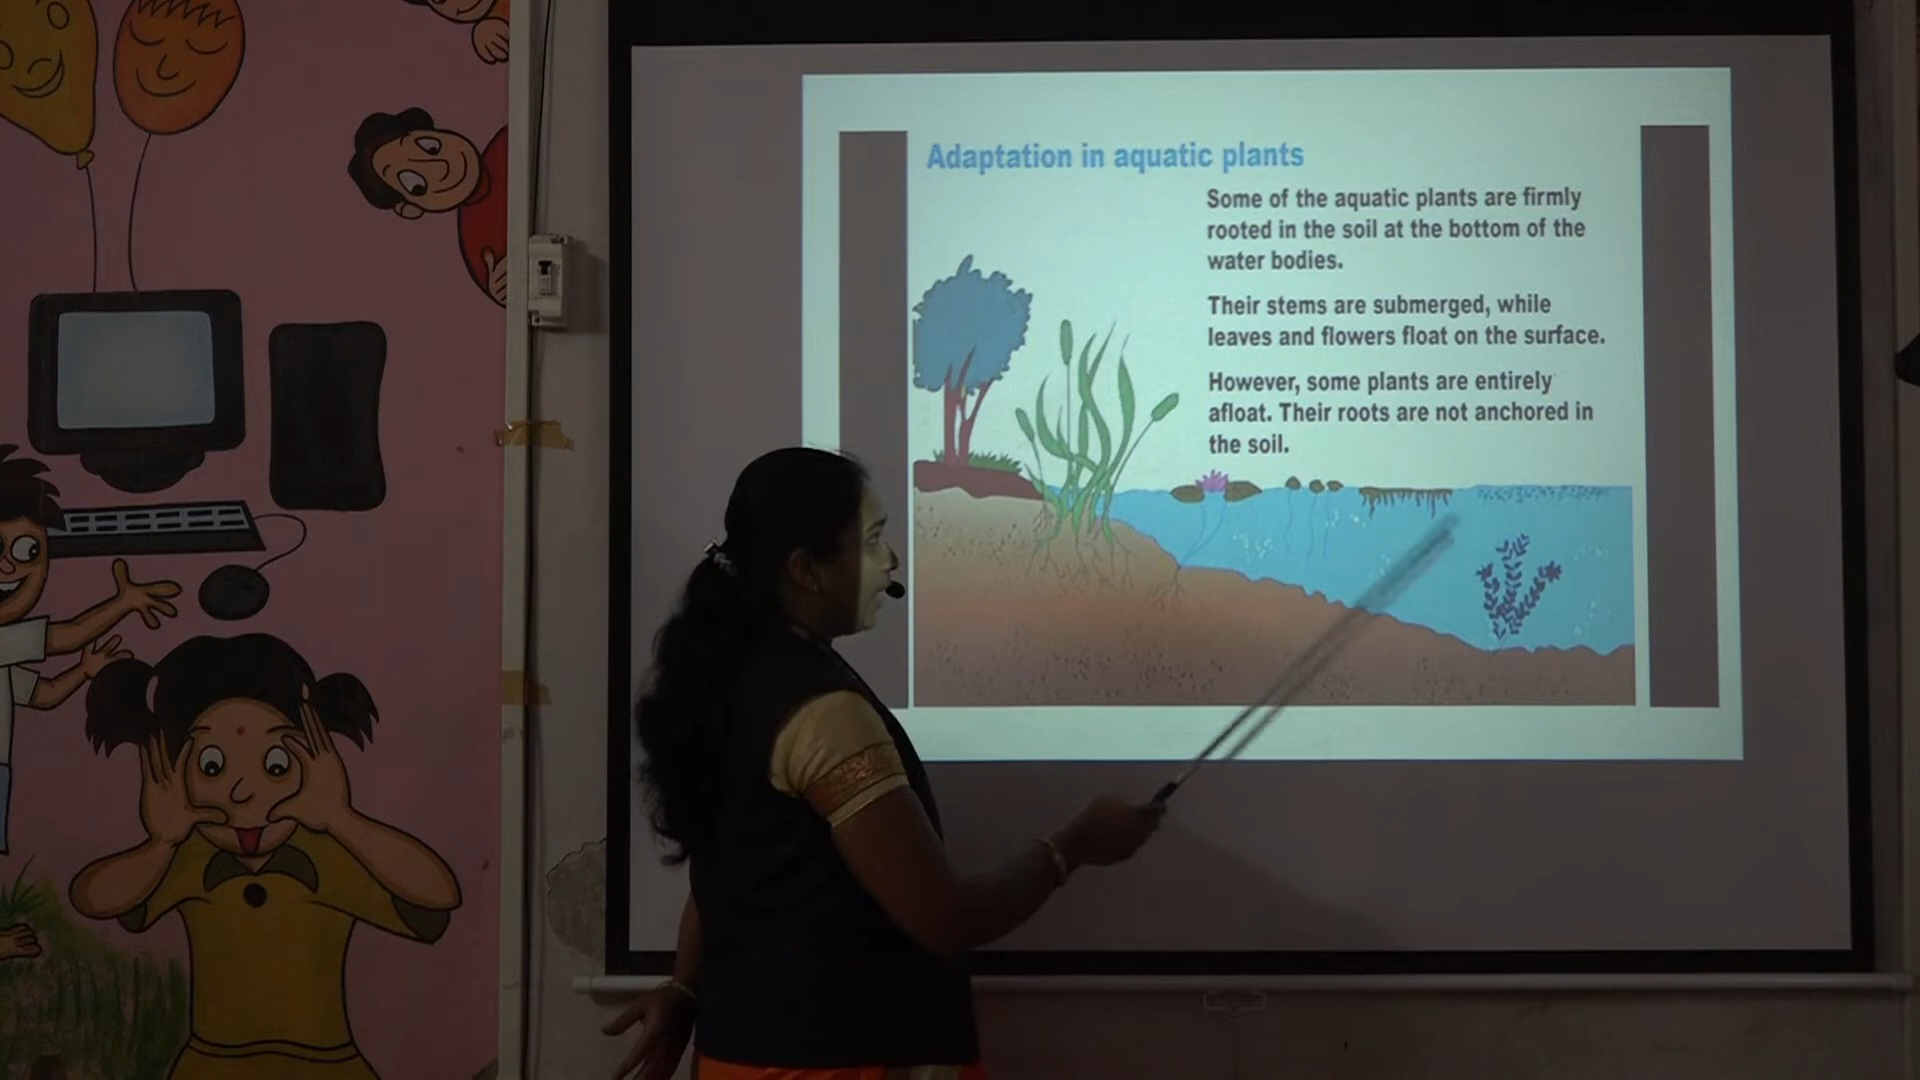 Adaptation in aquatic plants
Some of the aquatic plants are firmly
rooted in the soil at the bottom of the
water bodies.
Their stems are submerged, while
leaves and flowers float on the surface.
However, some plants are entirely
afloat. Their roots are not anchored in
the soil.